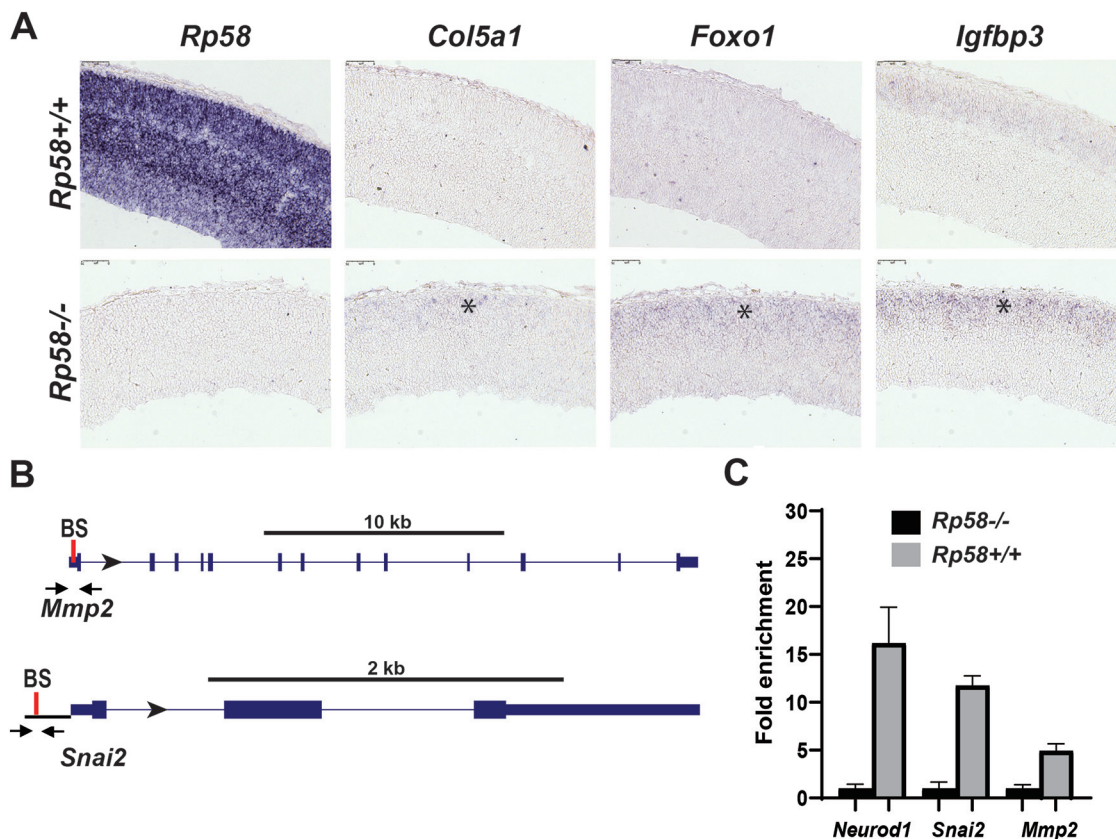 A
Rp58 Col5a1 Foxo1 Igfbp3
Rp58+/+
Rp58-/-
B
BS
10 kb
Mmp2
BS
2 kb
Snai2
C
Fold enrichment
30
25
20
15
10
5
0
Rp58-/-
Rp58+/+
Neurod1 Snai2 Mmp2